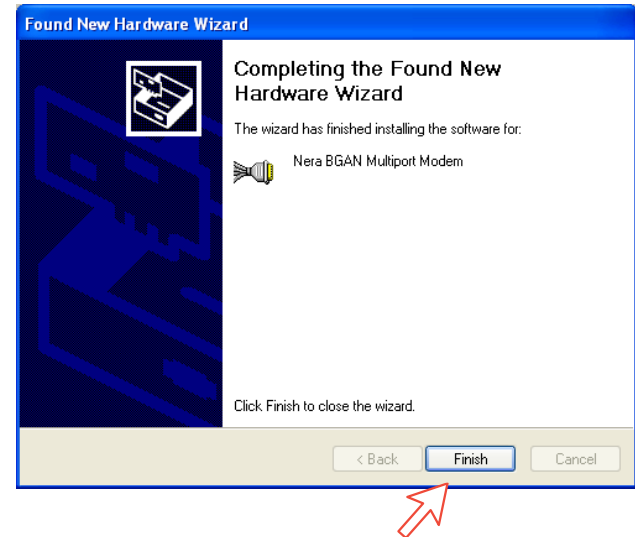 Found New Hardware Wizard
Completing the Found New
Hardware Wizard
The wizard has finished installing the software for:
Nera BGAN Multiport Modem
Click Finish to close the wizard.
< Back
Finish
Cancel